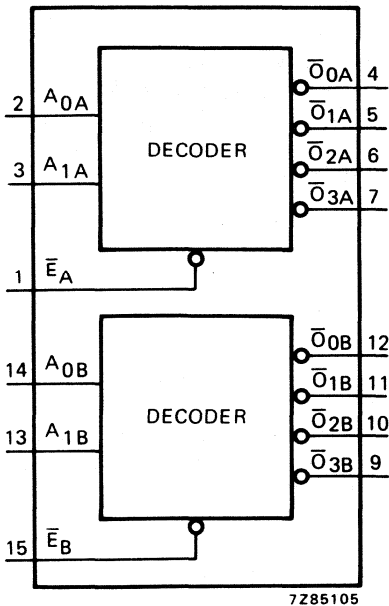 Ō0A 4
2 A0A
DECODER
Ō1A 5
3 A1A
Ō2A 6
Ō3A 7
1 ĒA
Ō0B 12
14 A0B
DECODER
Ō1B 11
13 A1B
Ō2B 10
Ō3B 9
15 ĒB
7Z85105